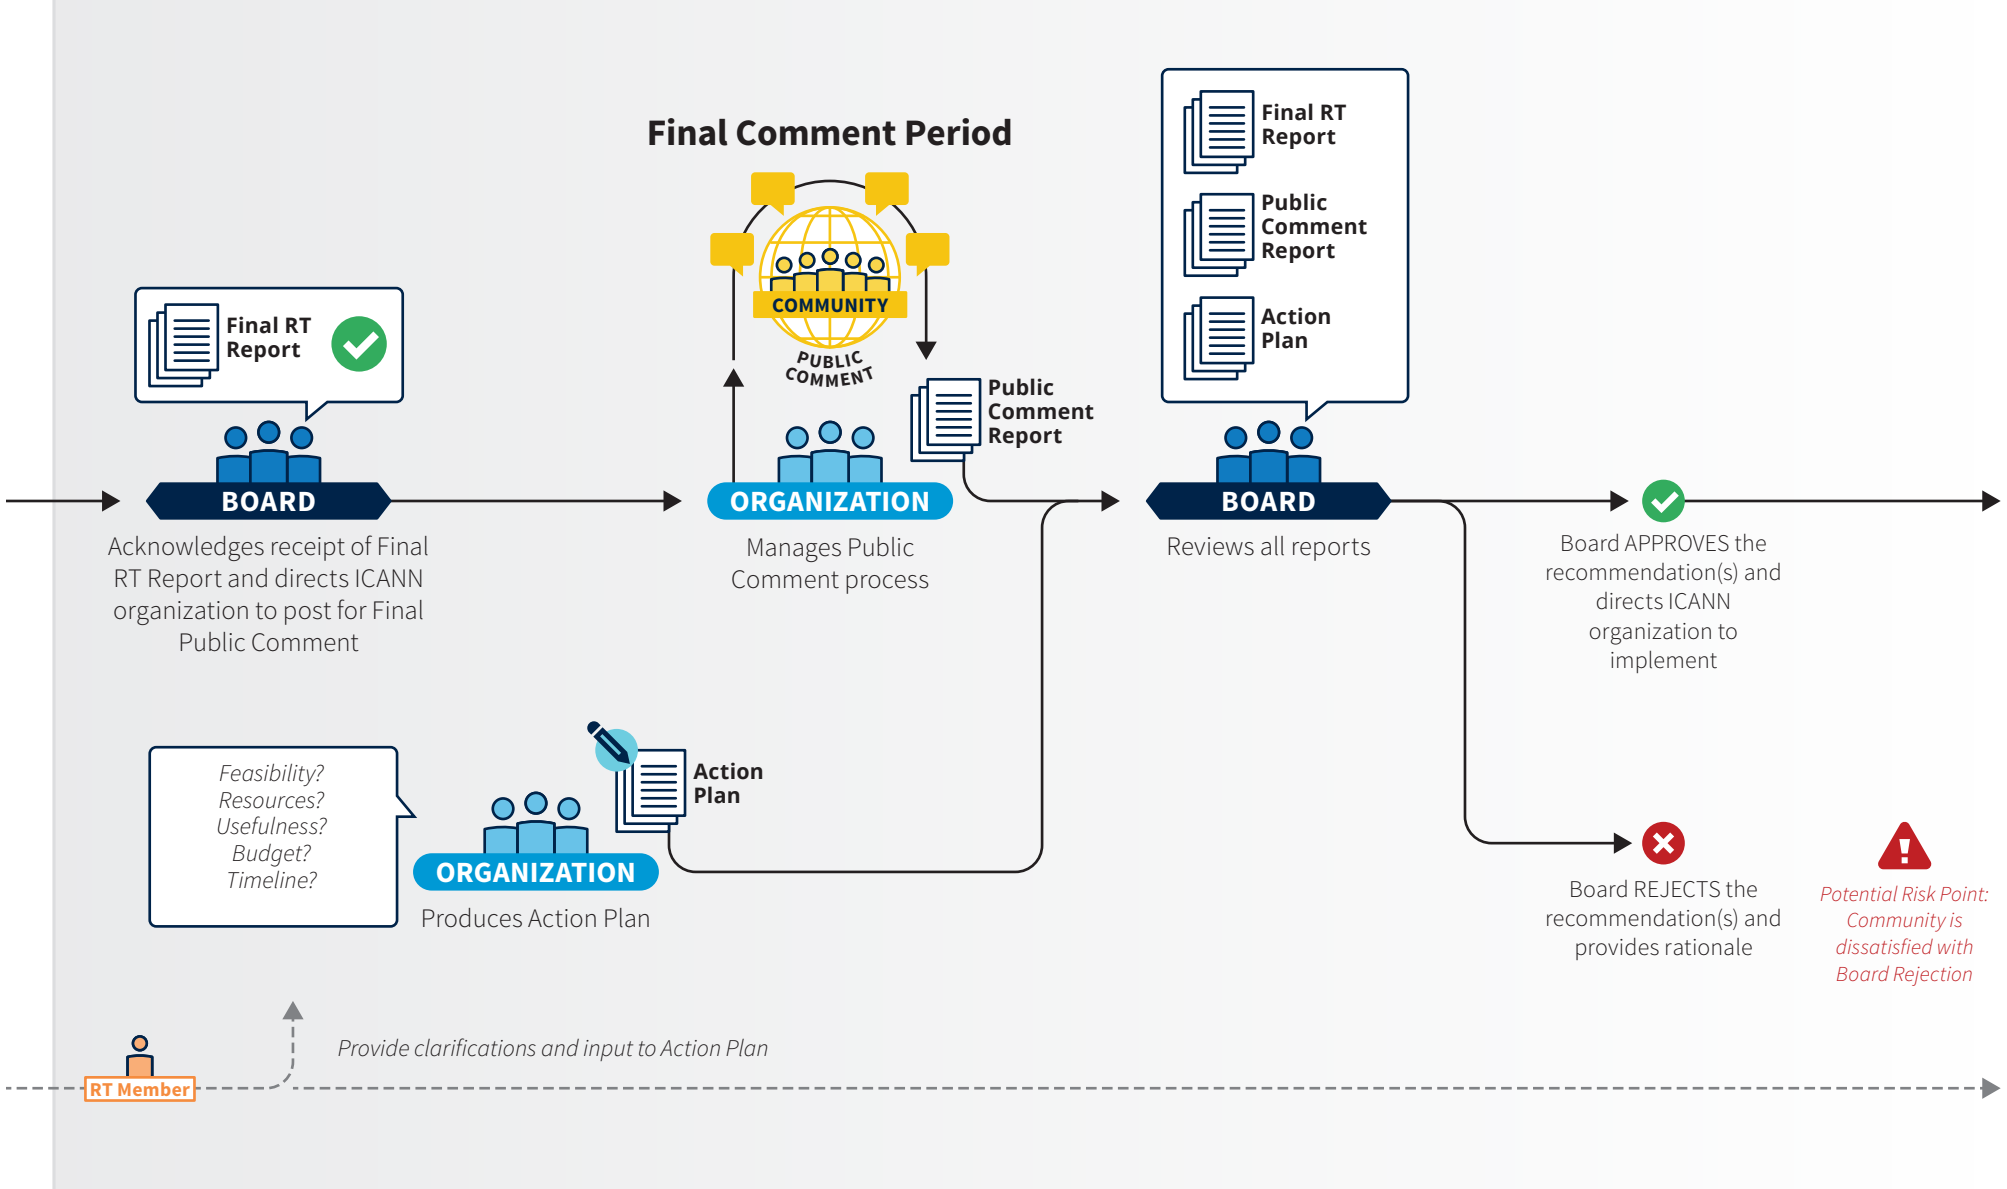 Final Comment Period
Final RT
Report
BOARD
Acknowledges receipt of Final
RT Report and directs ICANN
organization to post for Final
Public Comment
COMMUNITY
PUBLIC
COMMENT
Public
Comment
Report
ORGANIZATION
Manages Public
Comment process
Final RT
Report
Public
Comment
Report
Action
Plan
BOARD
Reviews all reports
Board APPROVES the
recommendation(s) and
directs ICANN
organization to
implement
Feasibility?
Resources?
Usefulness?
Budget?
Timeline?
Action
Plan
ORGANIZATION
Produces Action Plan
Board REJECTS the
recommendation(s) and
provides rationale
Potential Risk Point:
Community is
dissatisfied with
Board Rejection
RT Member
Provide clarifications and input to Action Plan